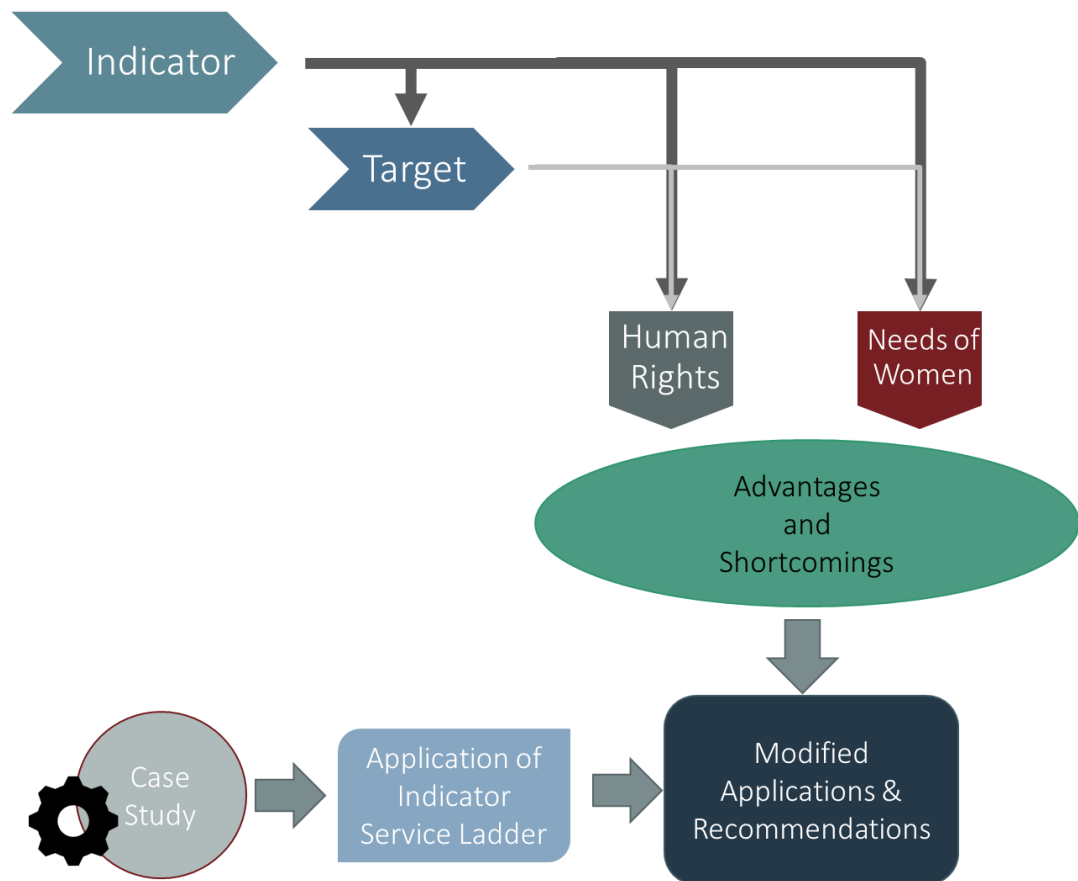 Indicator
Target
Human
Rights
Needs of
Women
Advantages
and
Shortcomings
Case
Study
Application of
Indicator
Service Ladder
Modified
Applications &
Recommendations